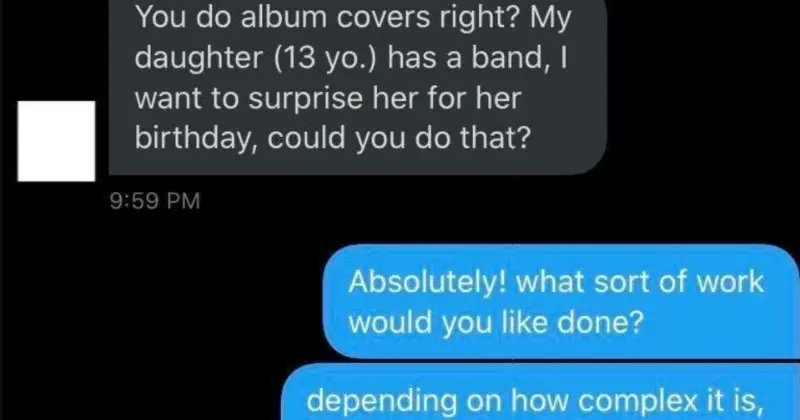 You do album covers right? My
daughter (13 yo.) has a band, I
want to surprise her for her
birthday, could you do that?
9:59 PM
Absolutely! what sort of work
would you like done?
depending on how complex it is,